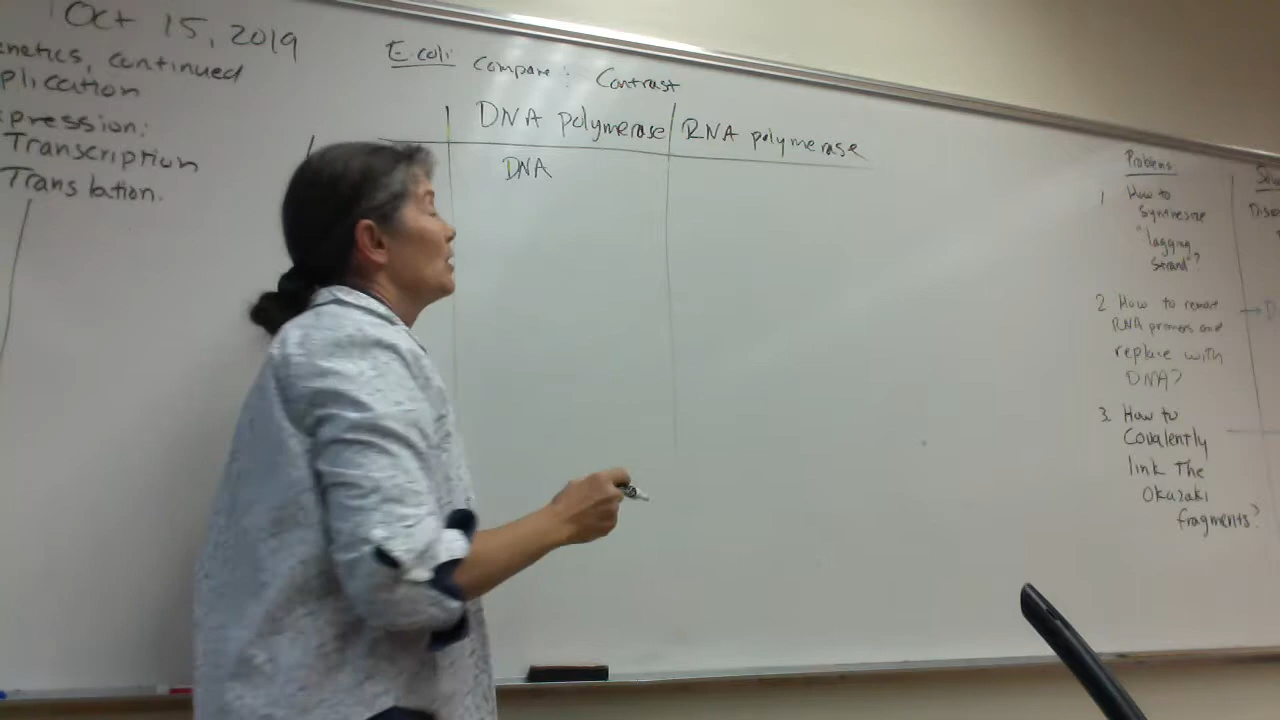 Oct 15, 2019
enetics, continued
plication
pression:
Transcription
Translation.
E. coli Compare: Contrast
DNA polymerase RNA polymerase
DNA
Problems
1 How to
synthesize
"lagging
strand"?
2 How to remove
RNA primers and
replace with
DNA?
3. How to
Covalently
link The
Okazaki
fragments?